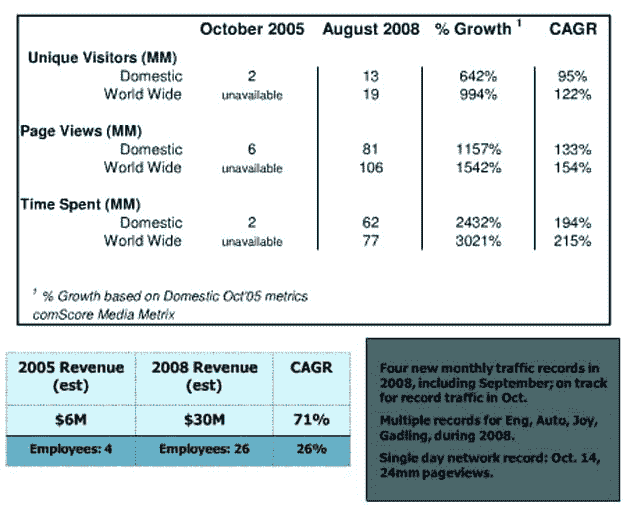 October 2005 August 2008 % Growth 1 CAGR
Unique Visitors (MM)
Domestic 2 13 642% 95%
World Wide unavailable 19 994% 122%
Page Views (MM)
Domestic 6 81 1157% 133%
World Wide unavailable 106 1542% 154%
Time Spent (MM)
Domestic 2 62 2432% 194%
World Wide unavailable 77 3021% 215%
1 % Growth based on Domestic Oct'05 metrics
comScore Media Metrix
2005 Revenue (est) 2008 Revenue (est) CAGR
$6M $30M 71%
Employees: 4 Employees: 26 26%
Four new monthly traffic records in
2008, including September; on track
for record traffic in Oct.
Multiple records for Eng, Auto, Joy,
Gadling, during 2008.
Single day network record: Oct. 14,
24mm pageviews.